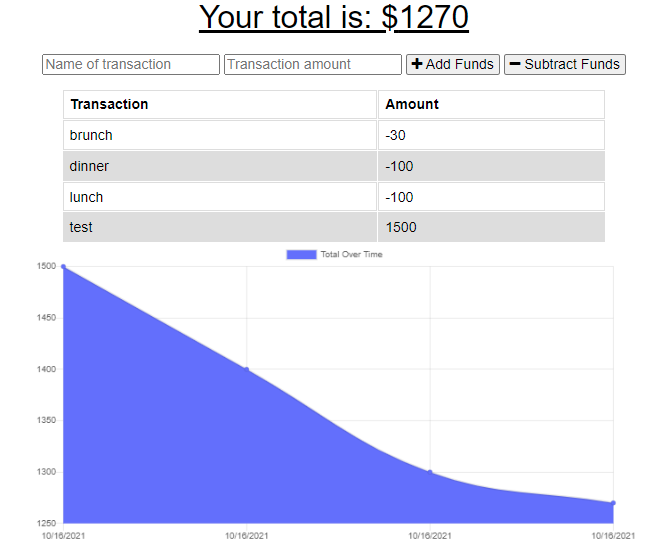 Your total is: $1270
Name of transaction Transaction amount + Add Funds − Subtract Funds
Transaction Amount
brunch -30
dinner -100
lunch -100
test 1500
Total Over Time
1500
1450
1400
1350
1300
1250
10/16/2021 10/16/2021 10/16/2021 10/16/2021